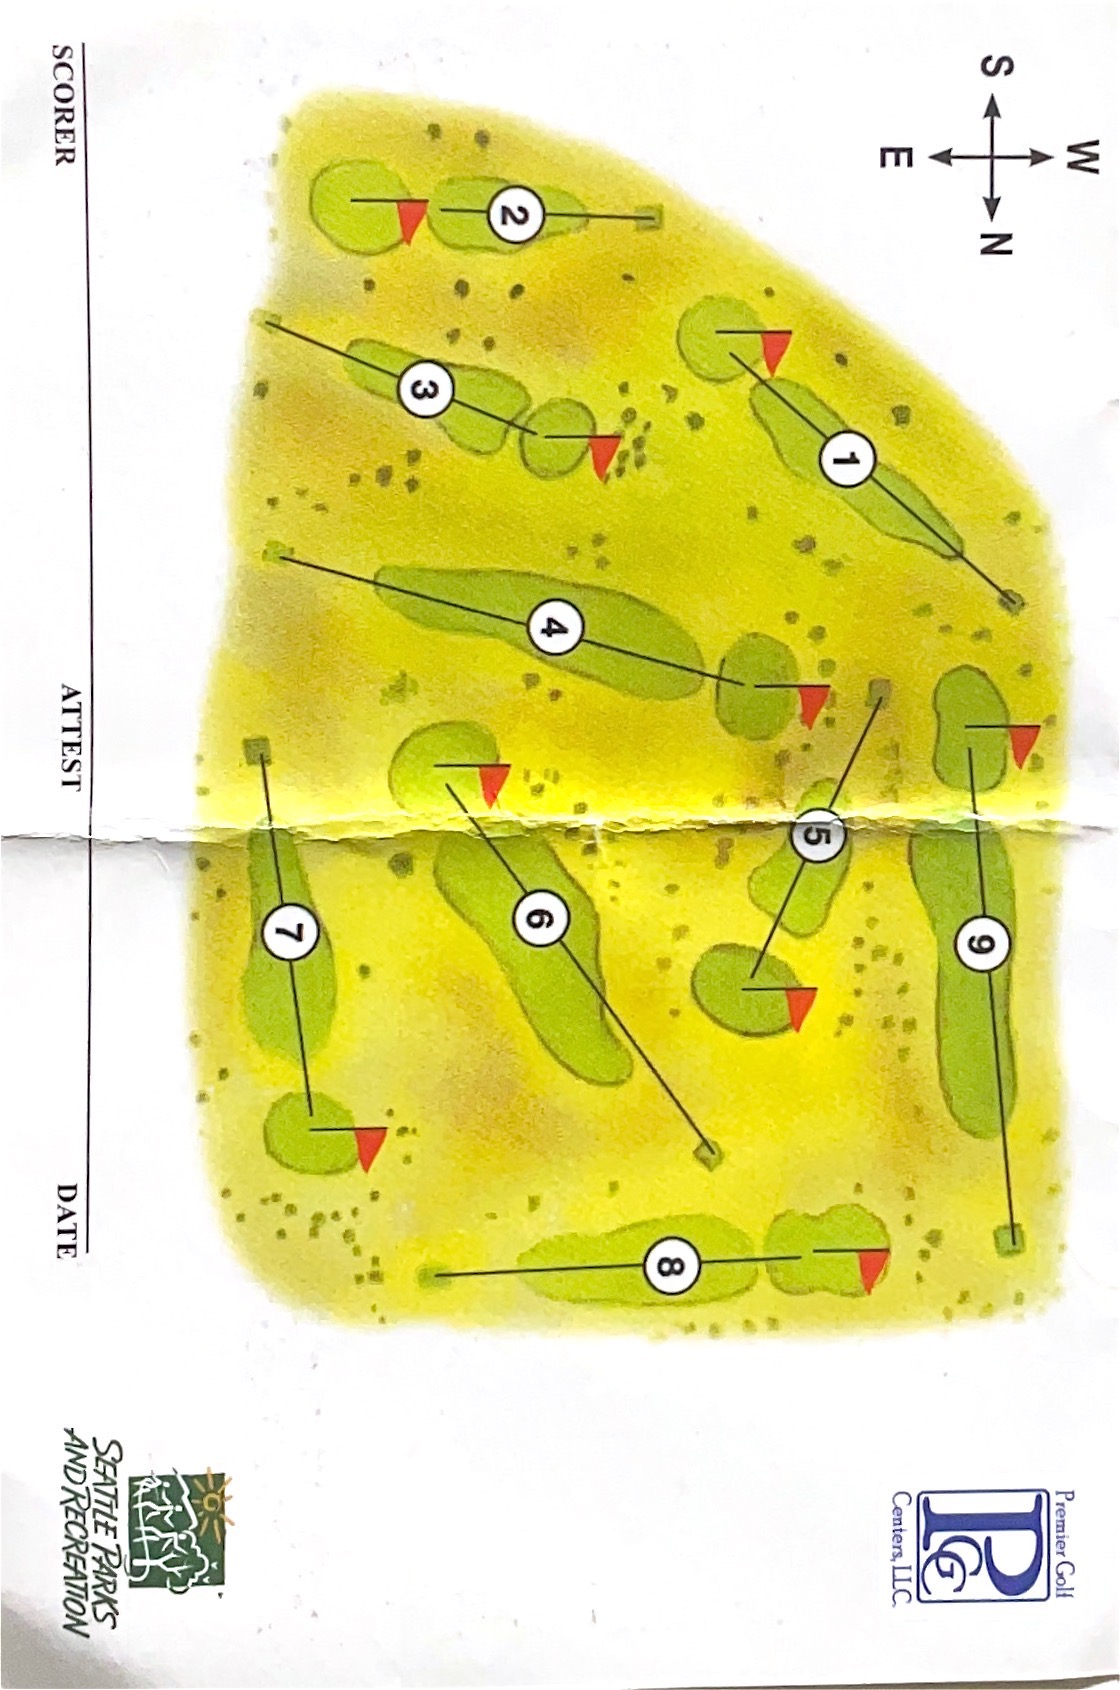 W
S
N
E
1
2
3
4
5
6
7
8
9
Premier Golf
Centers, LLC.
PGC
SCORER
ATTEST
DATE
SEATTLE PARKS
AND RECREATION